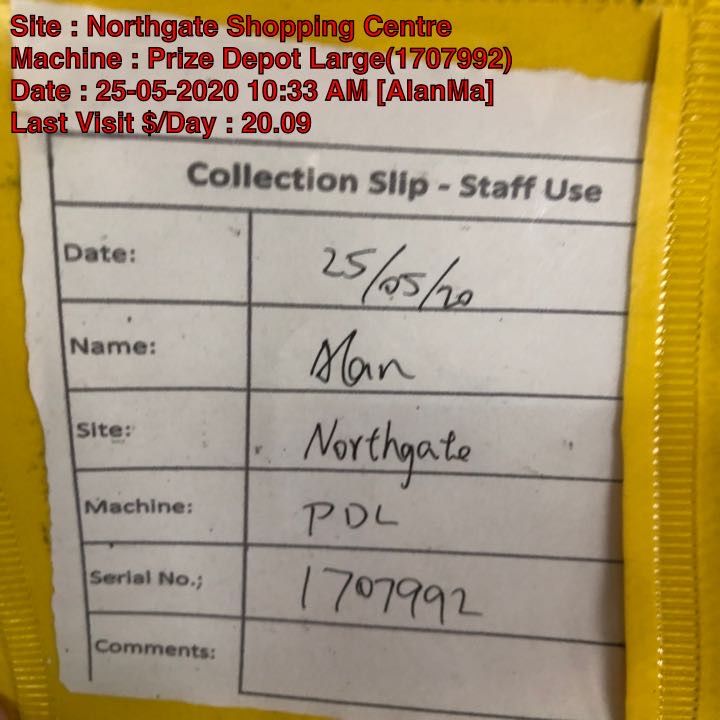 Site : Northgate Shopping Centre
Machine : Prize Depot Large(1707992)
Date : 25-05-2020 10:33 AM [AlanMa]
Last Visit $/Day : 20.09
Collection Slip - Staff Use
Date: 25/05/20
Name: Alan
Site: Northgate
Machine: PDL
Serial No.; 1707992
Comments: